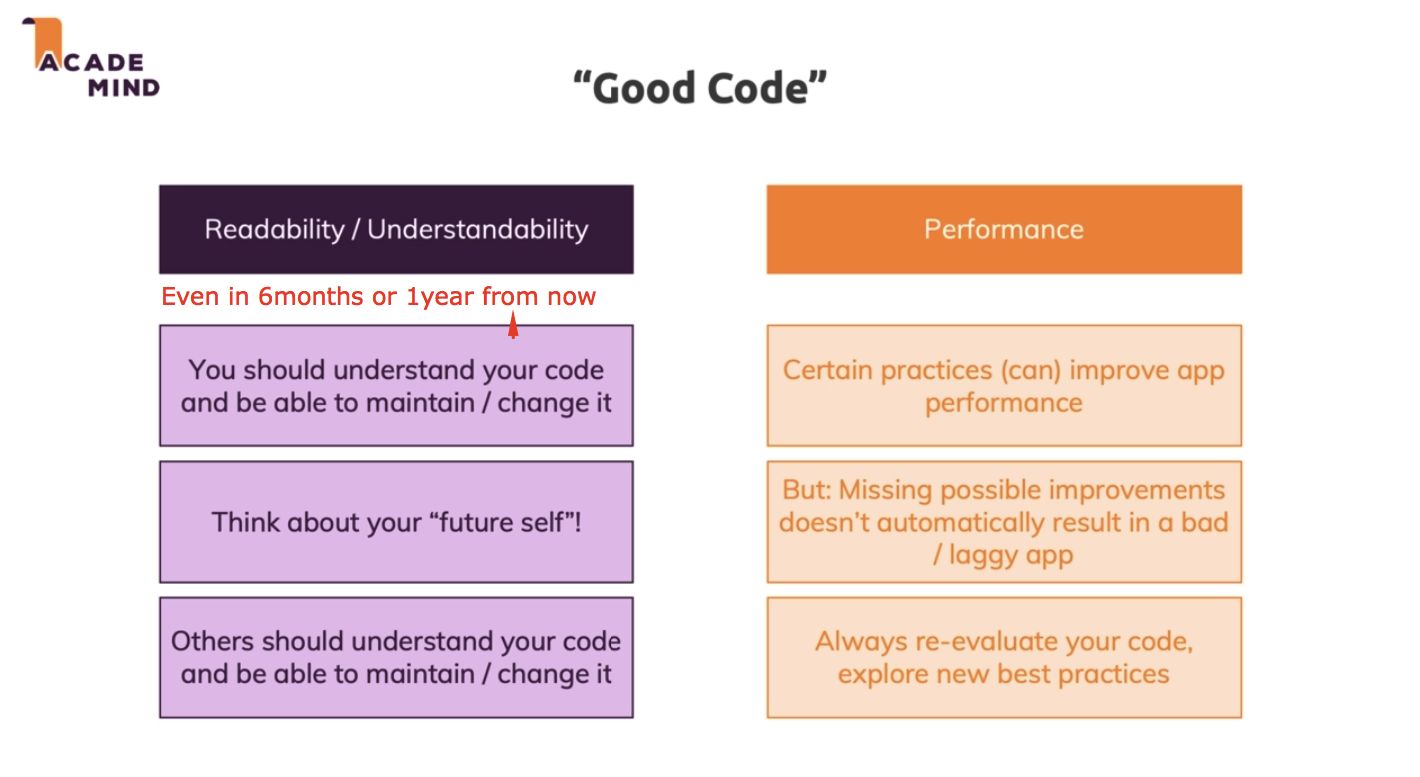 ACADE
MIND
“Good Code”
Readability / Understandability
Even in 6months or 1year from now
You should understand your code
and be able to maintain / change it
Think about your “future self”!
Others should understand your code
and be able to maintain / change it
Performance
Certain practices (can) improve app
performance
But: Missing possible improvements
doesn’t automatically result in a bad
/ laggy app
Always re-evaluate your code,
explore new best practices